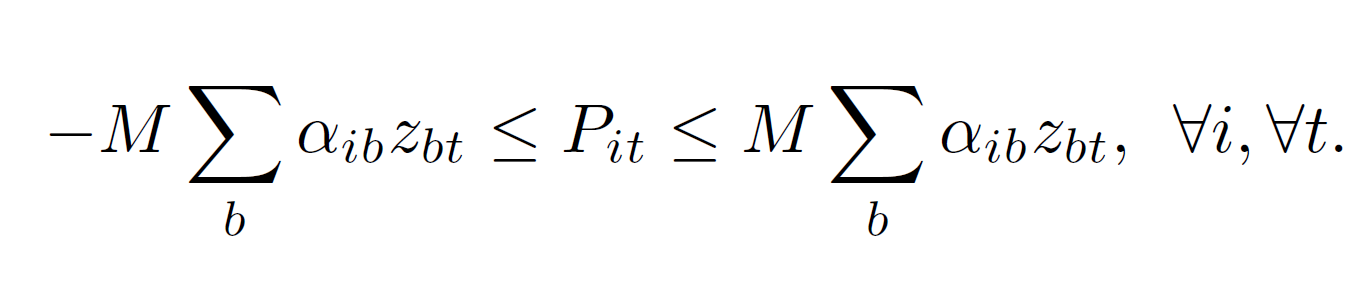 −M ∑_b α_{ib} z_{bt} ≤ P_{it} ≤ M ∑_b α_{ib} z_{bt}, ∀i, ∀t.